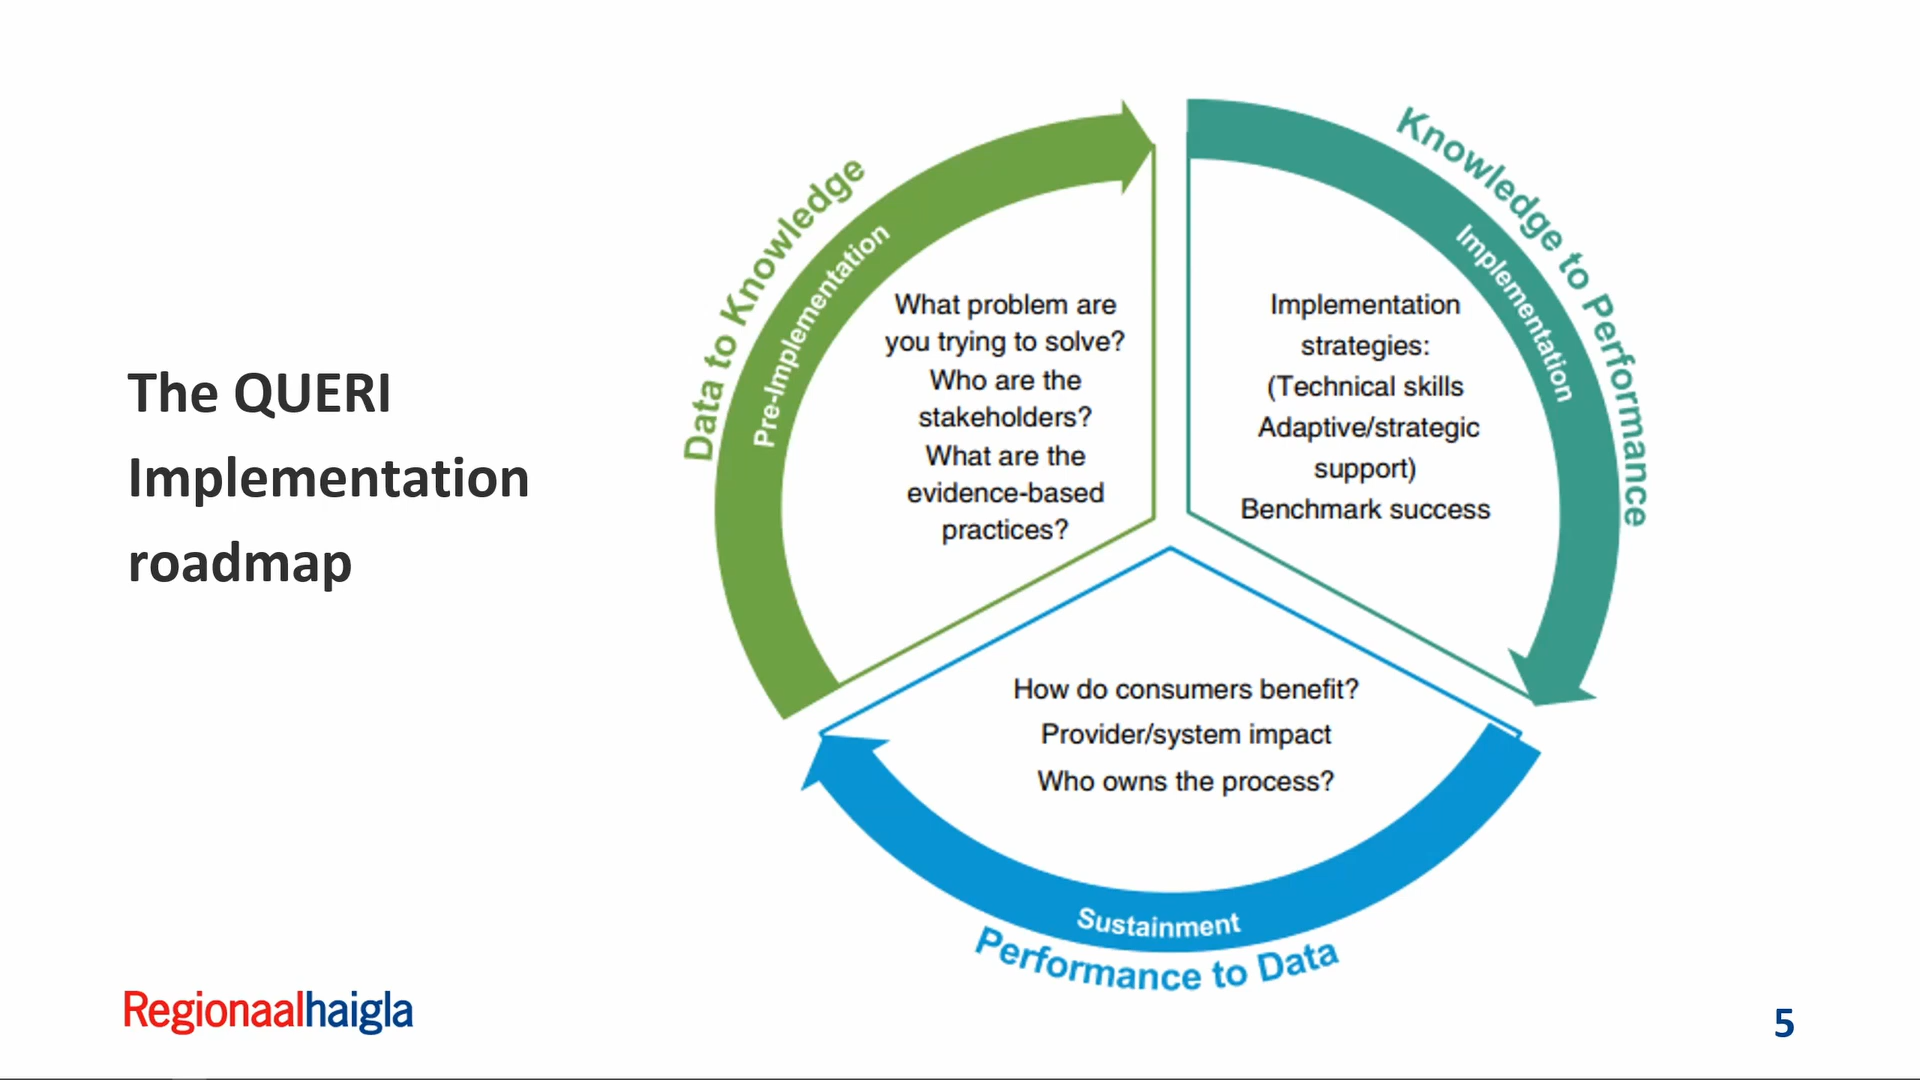 The QUERI
Implementation
roadmap
Data to Knowledge
Pre-Implementation
What problem are
you trying to solve?
Who are the
stakeholders?
What are the
evidence-based
practices?
Knowledge to Performance
Implementation
Implementation
strategies:
(Technical skills
Adaptive/strategic
support)
Benchmark success
How do consumers benefit?
Provider/system impact
Who owns the process?
Sustainment
Performance to Data
Regionaalhaigla
5